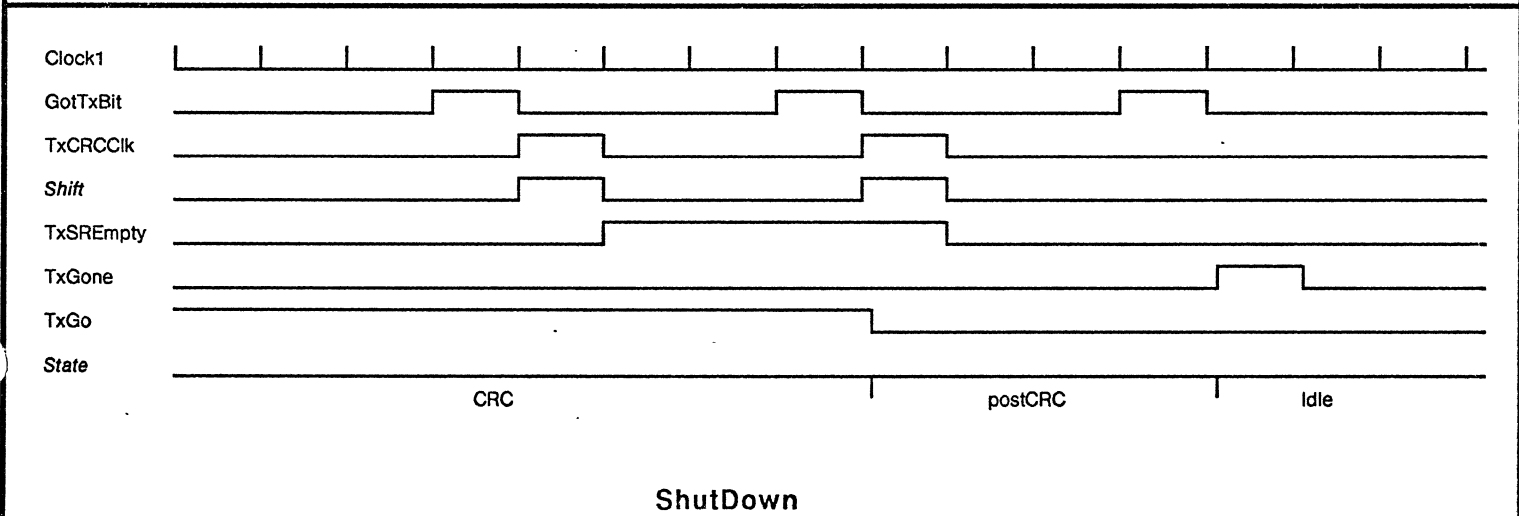 Clock1
GotTxBit
TxCRCClk
Shift
TxSREmpty
TxGone
TxGo
State
CRC postCRC Idle
ShutDown